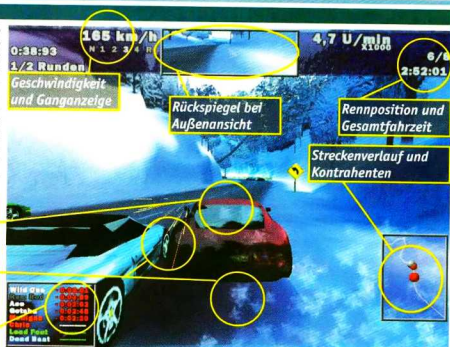 165 km/h
N 1 2 3 4 R
4,7 U/min
X1000
0:38:93
1/2 Runden
6/6
2:52:01
Geschwindigkeit
und Ganganzeige
Rückspiegel bei
Außenansicht
Rennposition und
Gesamtfahrzeit
Streckenverlauf und
Kontrahenten
Wild
Ace
Gotcha
Chris
Lead Foot
Dead Beat